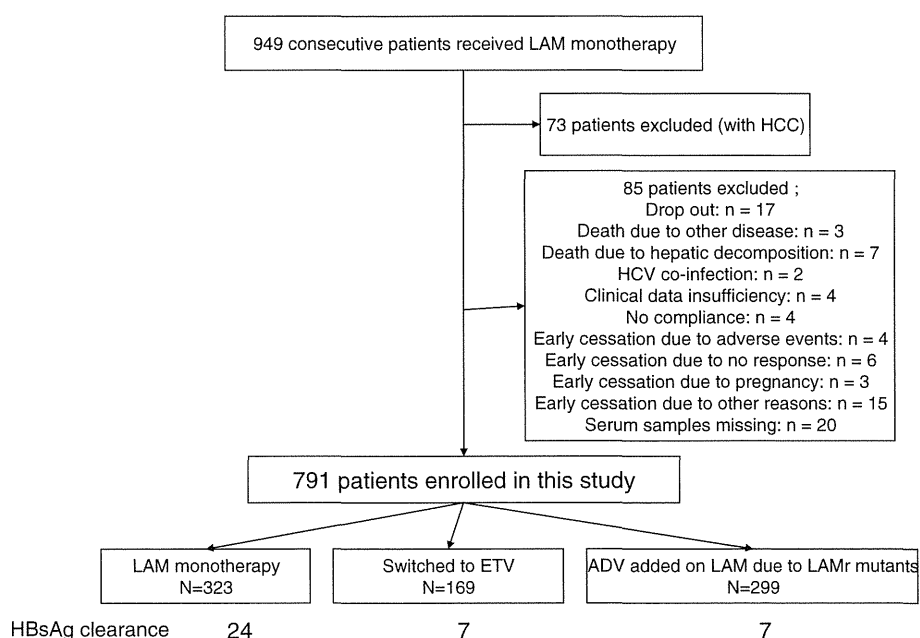 949 consecutive patients received LAM monotherapy
73 patients excluded (with HCC)
85 patients excluded ;
Drop out: n = 17
Death due to other disease: n = 3
Death due to hepatic decomposition: n = 7
HCV co-infection: n = 2
Clinical data insufficiency: n = 4
No compliance: n = 4
Early cessation due to adverse events: n = 4
Early cessation due to no response: n = 6
Early cessation due to pregnancy: n = 3
Early cessation due to other reasons: n = 15
Serum samples missing: n = 20
791 patients enrolled in this study
LAM monotherapy
N=323
Switched to ETV
N=169
ADV added on LAM due to LAMr mutants
N=299
HBsAg clearance 24 7 7